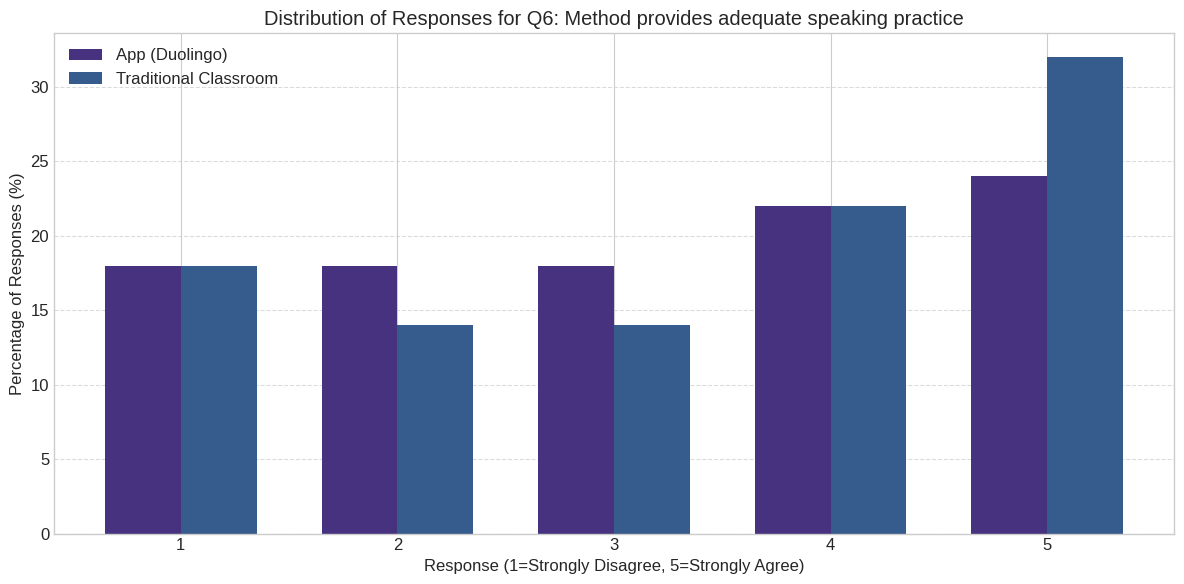 Distribution of Responses for Q6: Method provides adequate speaking practice
App (Duolingo)
Traditional Classroom
Percentage of Responses (%)
30
25
20
15
10
5
0
1 2 3 4 5
Response (1=Strongly Disagree, 5=Strongly Agree)